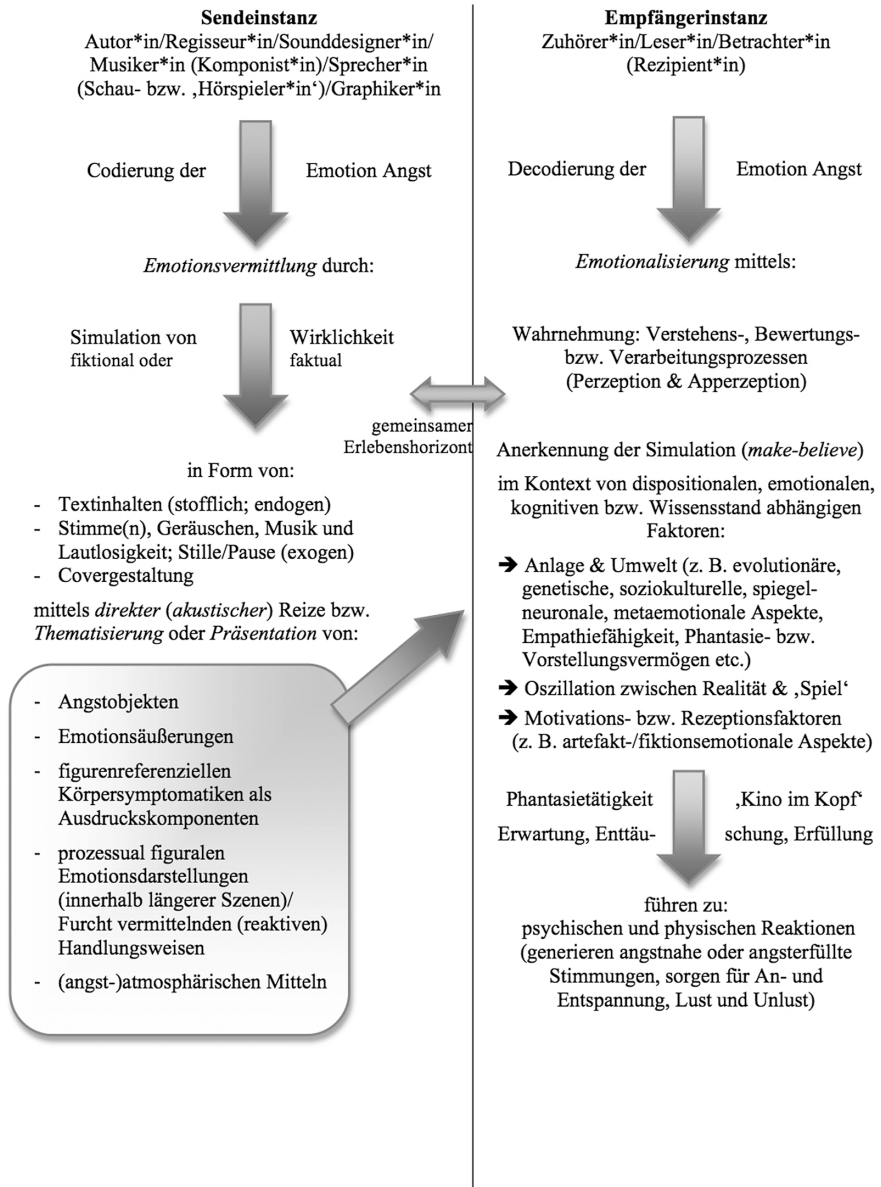 Sendeinstanz
Autor*in/Regisseur*in/Sounddesigner*in/
Musiker*in (Komponist*in)/Sprecher*in
(Schau- bzw. ‚Hörspieler*in‘)/Graphiker*in
Codierung der Emotion Angst
Emotionsvermittlung durch:
Simulation von Wirklichkeit
fiktional oder faktual
gemeinsamer
Erlebenshorizont
in Form von:
- Textinhalten (stofflich; endogen)
- Stimme(n), Geräuschen, Musik und
Lautlosigkeit; Stille/Pause (exogen)
- Covergestaltung
mittels direkter (akustischer) Reize bzw.
Thematisierung oder Präsentation von:
- Angstobjekten
- Emotionsäußerungen
- figurenreferenziellen
Körpersymptomatiken als
Ausdruckskomponenten
- prozessual figuralen
Emotionsdarstellungen
(innerhalb längerer Szenen)/
Furcht vermittelnden (reaktiven)
Handlungsweisen
- (angst-)atmosphärischen Mitteln
Empfängerinstanz
Zuhörer*in/Leser*in/Betrachter*in
(Rezipient*in)
Decodierung der Emotion Angst
Emotionalisierung mittels:
Wahrnehmung: Verstehens-, Bewertungs-
bzw. Verarbeitungsprozessen
(Perzeption & Apperzeption)
Anerkennung der Simulation (make-believe)
im Kontext von dispositionalen, emotionalen,
kognitiven bzw. Wissensstand abhängigen
Faktoren:
➔ Anlage & Umwelt (z. B. evolutionäre,
genetische, soziokulturelle, spiegel-
neuronale, metaemotionale Aspekte,
Empathiefähigkeit, Phantasie- bzw.
Vorstellungsvermögen etc.)
➔ Oszillation zwischen Realität & ‚Spiel‘
➔ Motivations- bzw. Rezeptionsfaktoren
(z. B. artefakt-/fiktionsemotionale Aspekte)
Phantasietätigkeit ‚Kino im Kopf‘
Erwartung, Enttäu- schung, Erfüllung
führen zu:
psychischen und physischen Reaktionen
(generieren angstnahe oder angsterfüllte
Stimmungen, sorgen für An- und
Entspannung, Lust und Unlust)